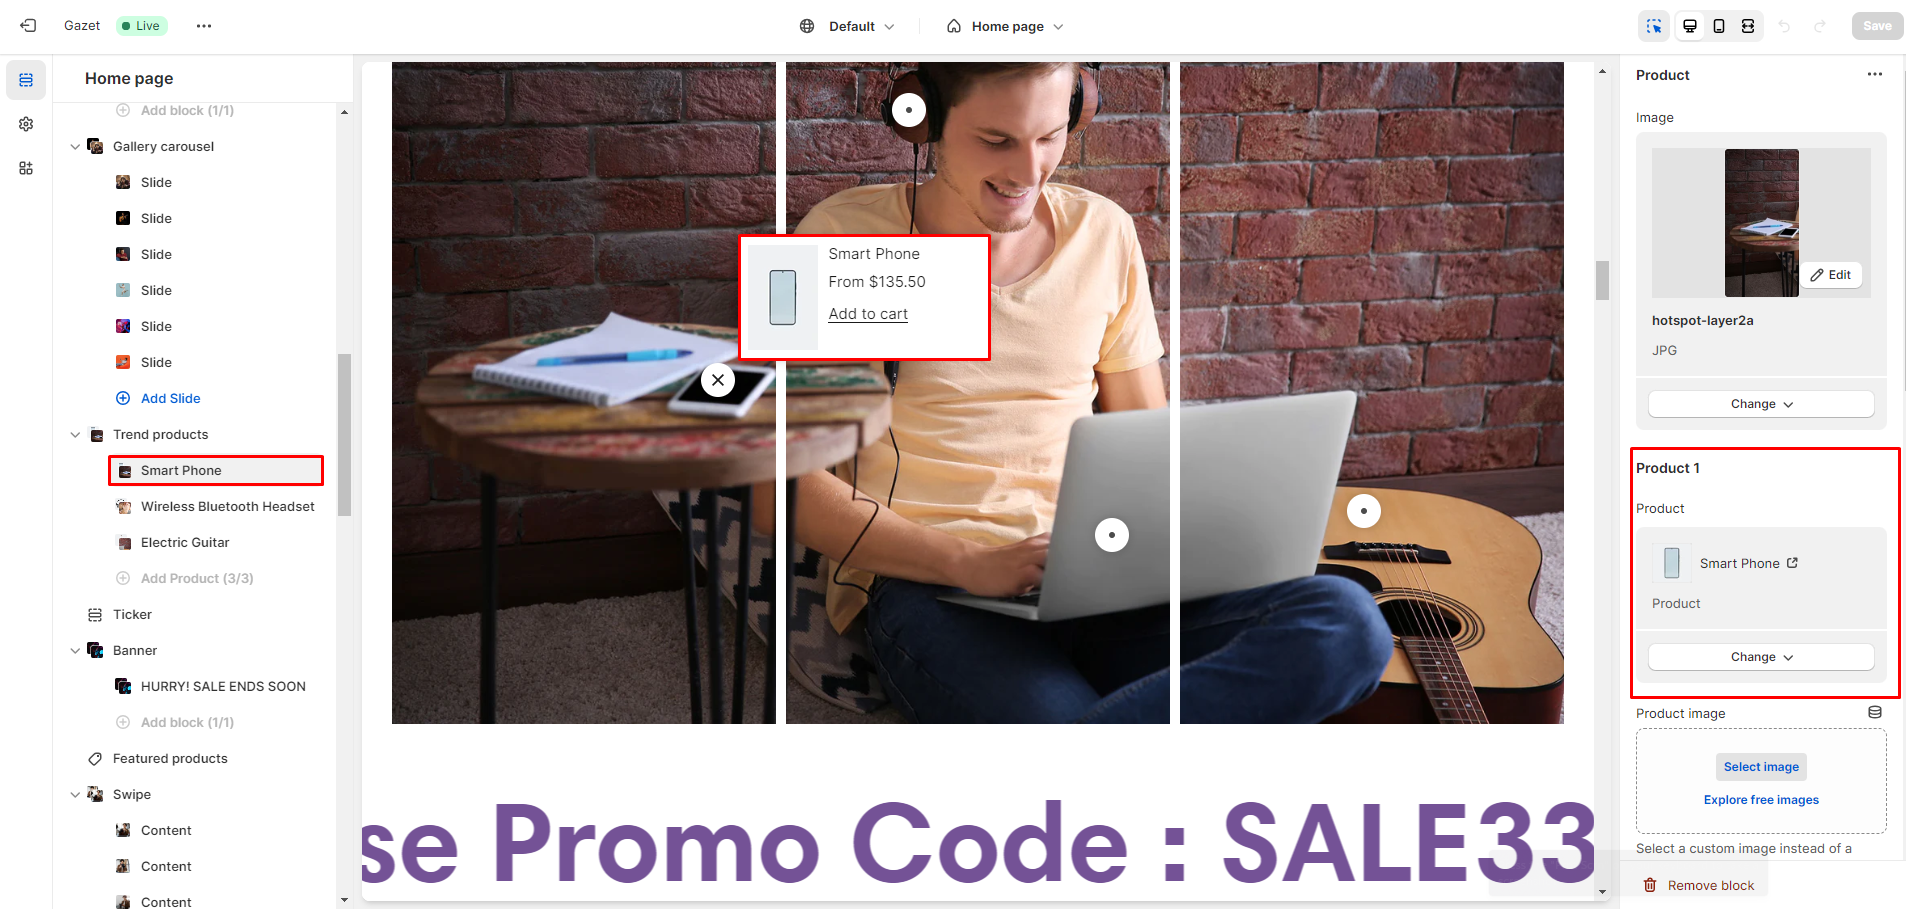 Gazet
Live
Default
Home page
Save
Home page
Add block (1/1)
Gallery carousel
Slide
Slide
Slide
Slide
Slide
Slide
Add Slide
Trend products
Smart Phone
Wireless Bluetooth Headset
Electric Guitar
Add Product (3/3)
Ticker
Banner
HURRY! SALE ENDS SOON
Add block (1/1)
Featured products
Swipe
Content
Content
Content
Smart Phone
From $135.50
Add to cart
se Promo Code : SALE33
Product
Image
Edit
hotspot-layer2a
JPG
Change
Product 1
Product
Smart Phone
Product
Change
Product image
Select image
Explore free images
Select a custom image instead of a
Remove block